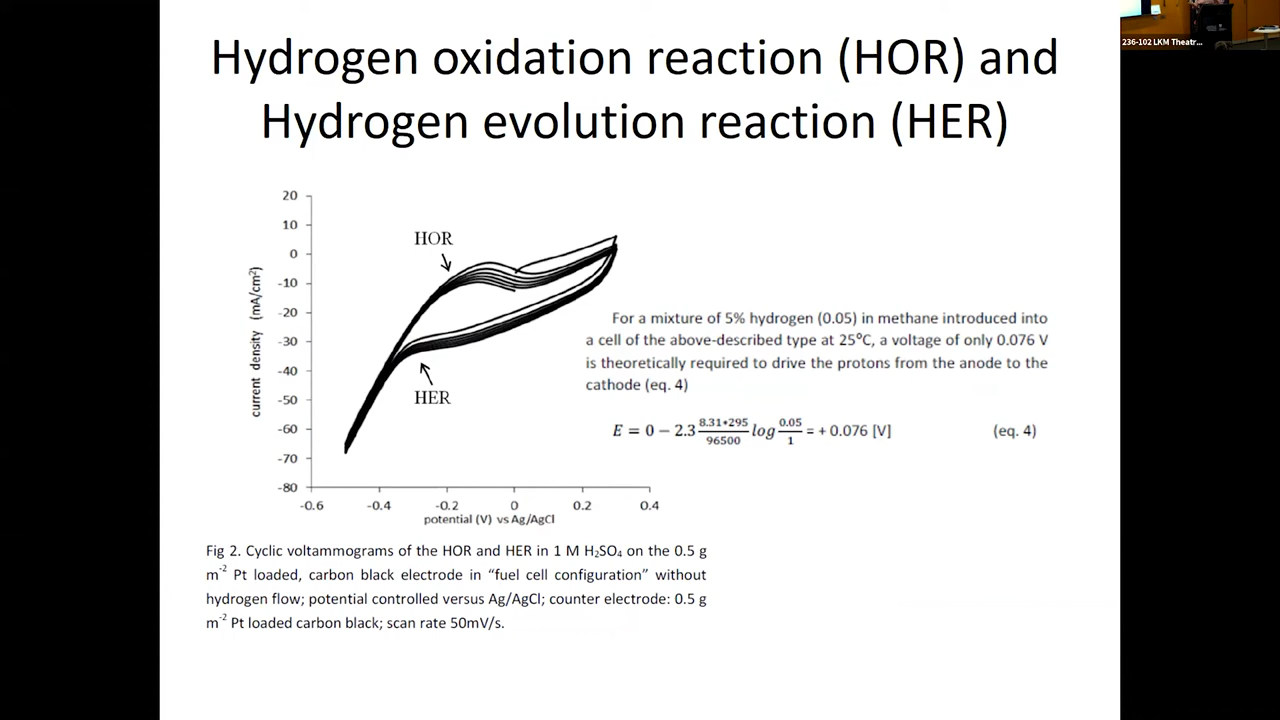 Hydrogen oxidation reaction (HOR) and
Hydrogen evolution reaction (HER)
236-102 LKM Theatr...
20
10
0
-10
-20
-30
-40
-50
-60
-70
-80
current density (mA/cm²)
HOR
HER
-0.6 -0.4 -0.2 0 0.2 0.4
potential (V) vs Ag/AgCl
For a mixture of 5% hydrogen (0.05) in methane introduced into
a cell of the above-described type at 25⁰C, a voltage of only 0.076 V
is theoretically required to drive the protons from the anode to the
cathode (eq. 4)
E = 0 − 2.3 8.31*295/96500 log 0.05/1 = + 0.076 [V] (eq. 4)
Fig 2. Cyclic voltammograms of the HOR and HER in 1 M H₂SO₄ on the 0.5 g
m⁻² Pt loaded, carbon black electrode in “fuel cell configuration” without
hydrogen flow; potential controlled versus Ag/AgCl; counter electrode: 0.5 g
m⁻² Pt loaded carbon black; scan rate 50mV/s.